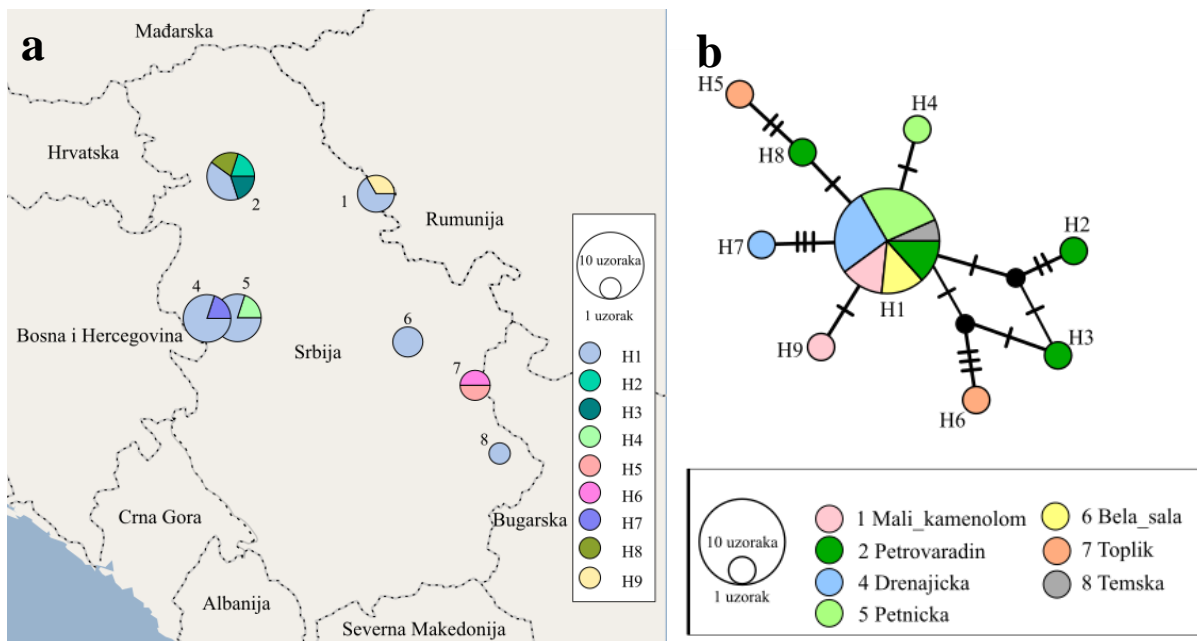 a
Mađarska
Hrvatska
2
1
Rumunija
4
5
Bosna i Hercegovina
Srbija
6
7
8
Crna Gora
Bugarska
Albanija
Severna Makedonija
10 uzoraka
1 uzorak
H1
H2
H3
H4
H5
H6
H7
H8
H9
b
H5
H4
H8
H7
H2
H1
H3
H9
H6
10 uzoraka
1 uzorak
1 Mali_kamenolom
2 Petrovaradin
4 Drenajicka
5 Petnicka
6 Bela_sala
7 Toplik
8 Temska